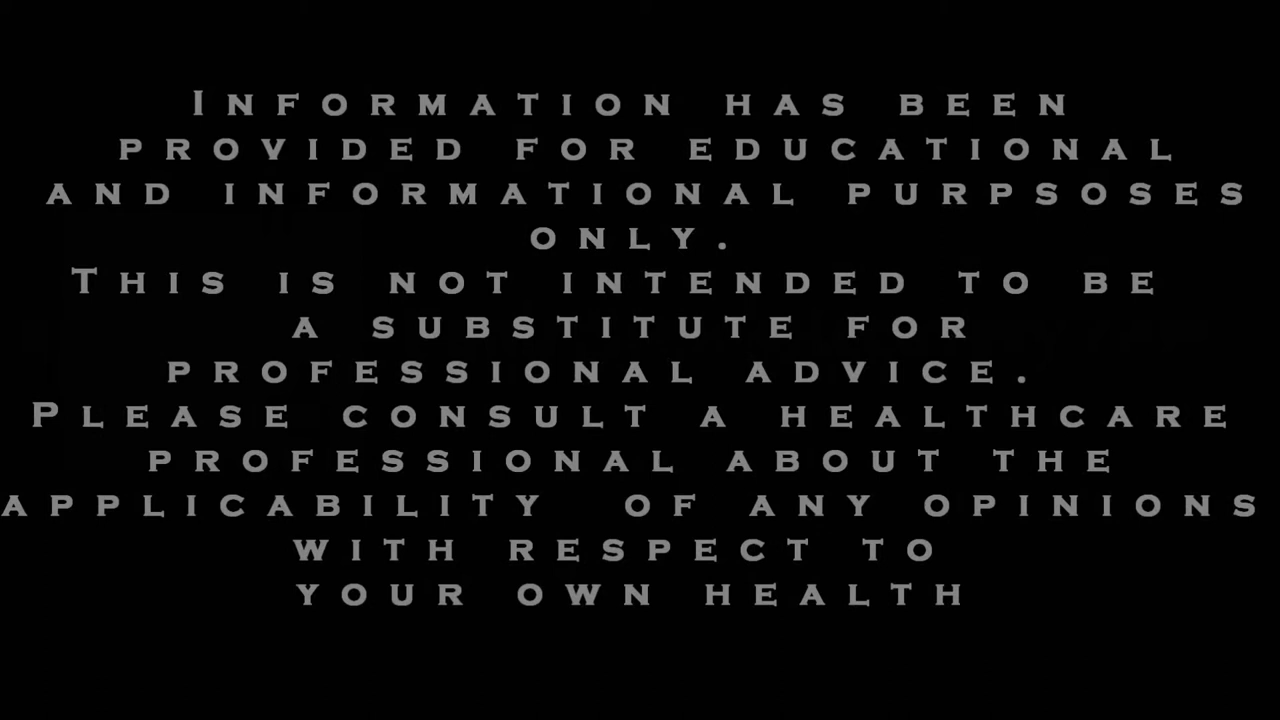 Information has been
provided for educational
and informational purpsoses
only.
This is not intended to be
a substitute for
professional advice.
Please consult a healthcare
professional about the
applicability of any opinions
with respect to
your own health